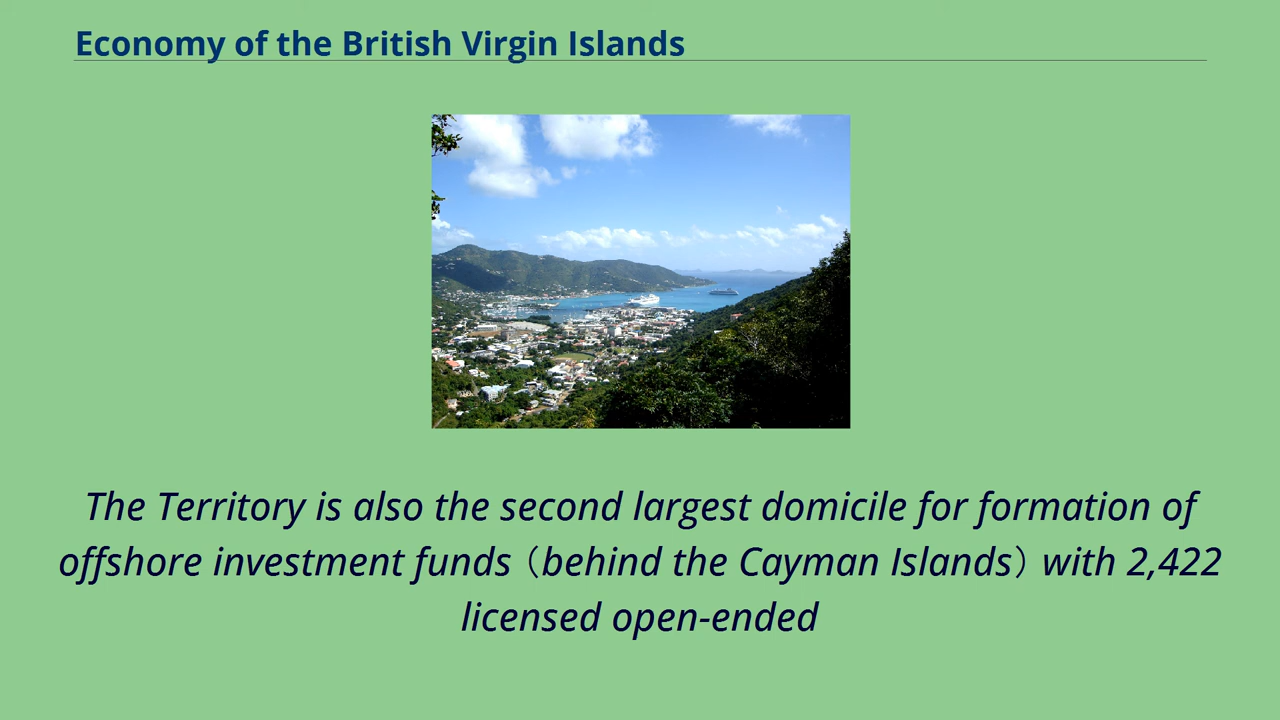 Economy of the British Virgin Islands
The Territory is also the second largest domicile for formation of
offshore investment funds (behind the Cayman Islands) with 2,422
licensed open-ended